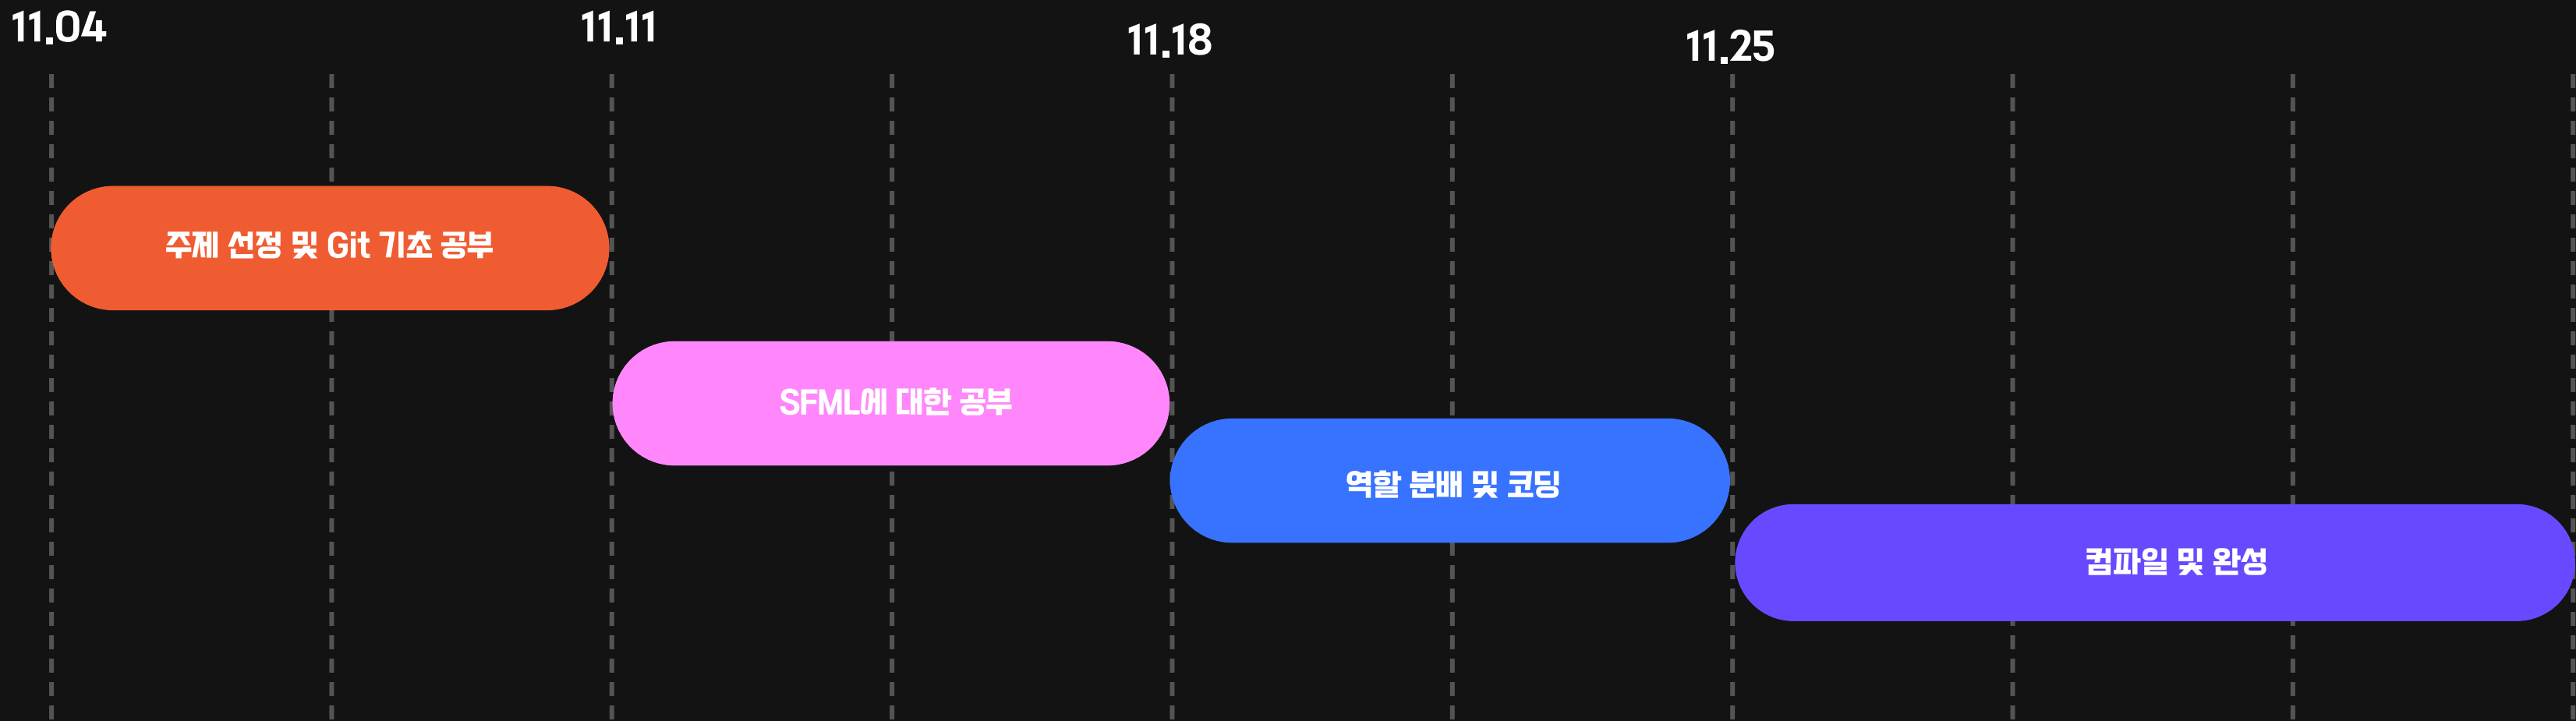 11.04
11.11
11.18
11.25
주제 선정 및 Git 기초 공부
SFML에 대한 공부
역할 분배 및 코딩
컴파일 및 완성